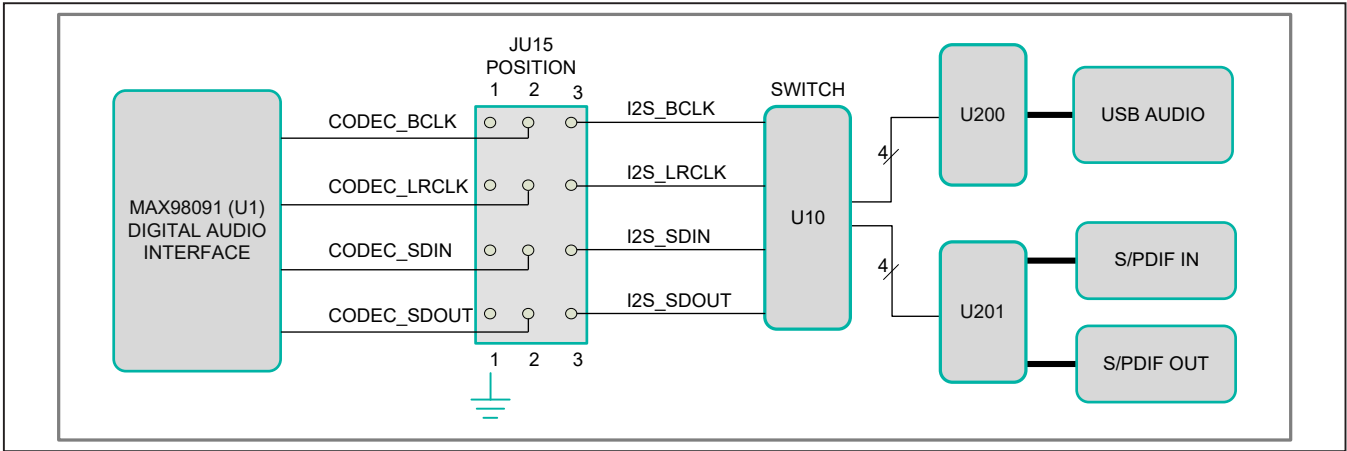 JU15
POSITION
1 2 3
SWITCH
MAX98091 (U1)
DIGITAL AUDIO
INTERFACE
CODEC_BCLK
CODEC_LRCLK
CODEC_SDIN
CODEC_SDOUT
1 2 3
I2S_BCLK
I2S_LRCLK
I2S_SDIN
I2S_SDOUT
U10
4
4
U200
USB AUDIO
U201
S/PDIF IN
S/PDIF OUT